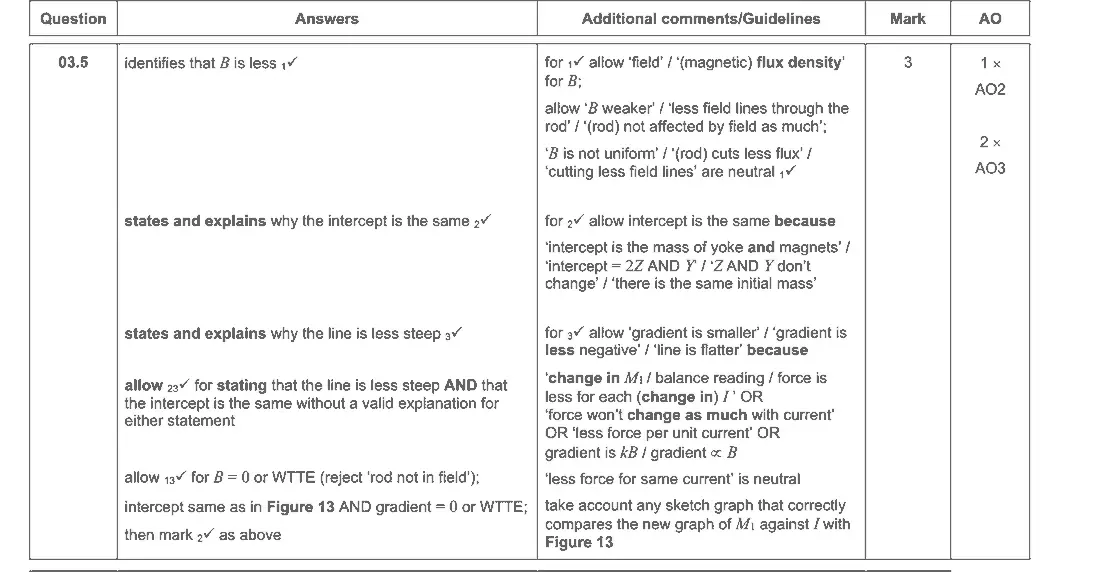 Question Answers Additional comments/Guidelines Mark AO
03.5 identifies that B is less ₁✓ for ₁✓ allow 'field' / '(magnetic) flux density' 3 1 ×
for B; AO2
allow 'B weaker' / 'less field lines through the
rod' / '(rod) not affected by field as much';
2 ×
'B is not uniform' / '(rod) cuts less flux' / AO3
'cutting less field lines' are neutral ₁✓
states and explains why the intercept is the same ₂✓ for ₂✓ allow intercept is the same because
'intercept is the mass of yoke and magnets' /
'intercept = 2Z AND Y' / 'Z AND Y don't
change' / 'there is the same initial mass'
states and explains why the line is less steep ₃✓ for ₃✓ allow 'gradient is smaller' / 'gradient is
less negative' / 'line is flatter' because
allow ₂₃✓ for stating that the line is less steep AND that 'change in M₁ / balance reading / force is
the intercept is the same without a valid explanation for less for each (change in) I ' OR
either statement 'force won't change as much with current'
OR 'less force per unit current' OR
gradient is kB / gradient ∝ B
allow ₁₃✓ for B = 0 or WTTE (reject 'rod not in field'); 'less force for same current' is neutral
intercept same as in Figure 13 AND gradient = 0 or WTTE; take account any sketch graph that correctly
compares the new graph of M₁ against I with
then mark ₂✓ as above Figure 13